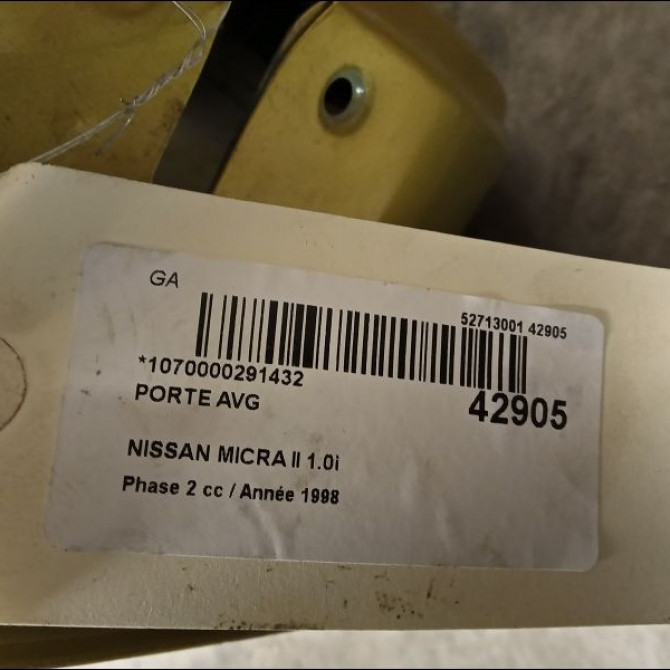 GA
52713001 42905
*1070000291432
PORTE AVG
42905
NISSAN MICRA II 1.0i
Phase 2 cc / Année 1998